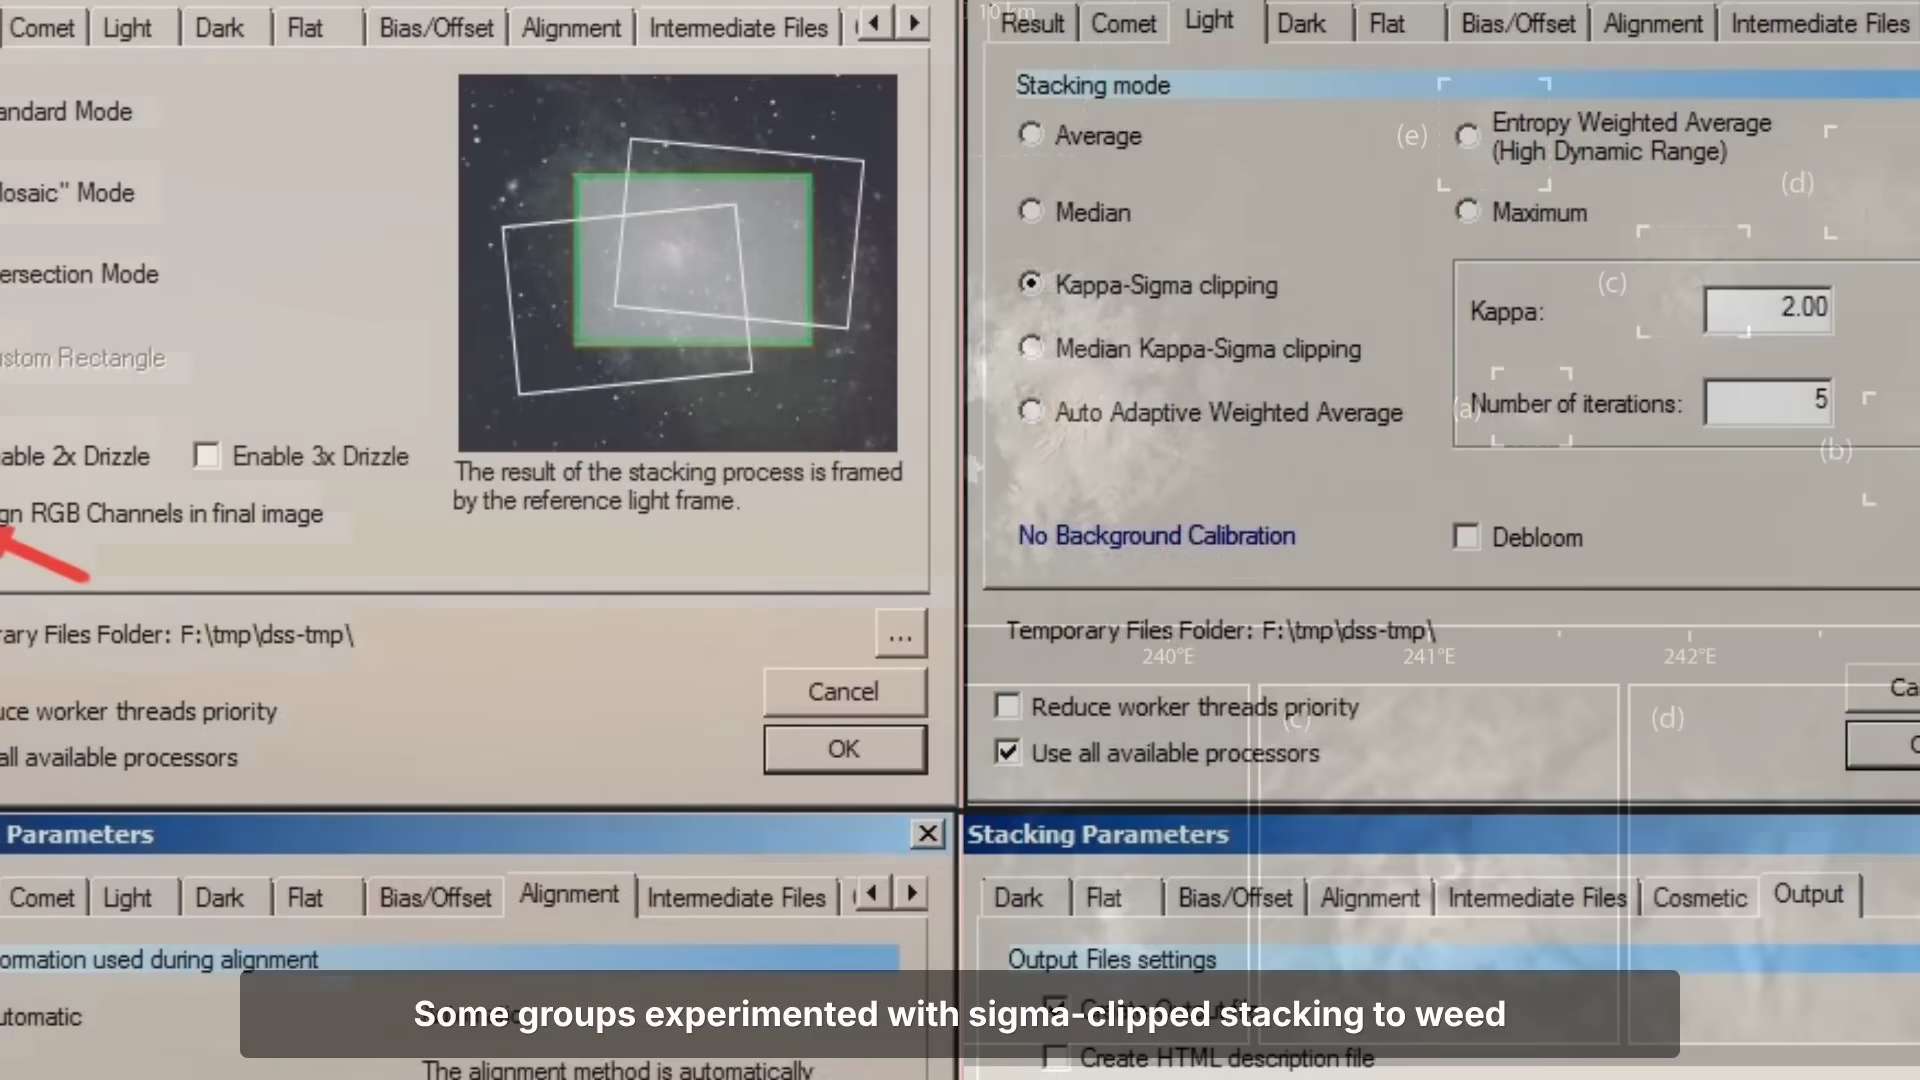 Comet Light Dark Flat Bias/Offset Alignment Intermediate Files
andard Mode
losaic" Mode
ersection Mode
stom Rectangle
able 2x Drizzle Enable 3x Drizzle
gn RGB Channels in final image
The result of the stacking process is framed
by the reference light frame.
rary Files Folder: F:\tmp\dss-tmp\
...
Cancel
uce worker threads priority
OK
all available processors
10 km
Result Comet Light Dark Flat Bias/Offset Alignment Intermediate Files
Stacking mode
Average
(e)
Entropy Weighted Average
(High Dynamic Range)
(d)
Median
Maximum
Kappa-Sigma clipping
(c)
Kappa: 2.00
Median Kappa-Sigma clipping
Auto Adaptive Weighted Average
(a)
Number of iterations: 5
(b)
No Background Calibration
Debloom
Temporary Files Folder: F:\tmp\dss-tmp\
240°E 241°E 242°E
Ca
Reduce worker threads priority
(c) (d)
Use all available processors
Parameters
Comet Light Dark Flat Bias/Offset Alignment Intermediate Files
ormation used during alignment
utomatic
The alignment method is automatically
Stacking Parameters
Dark Flat Bias/Offset Alignment Intermediate Files Cosmetic Output
Output Files settings
Create HTML description file
Some groups experimented with sigma-clipped stacking to weed